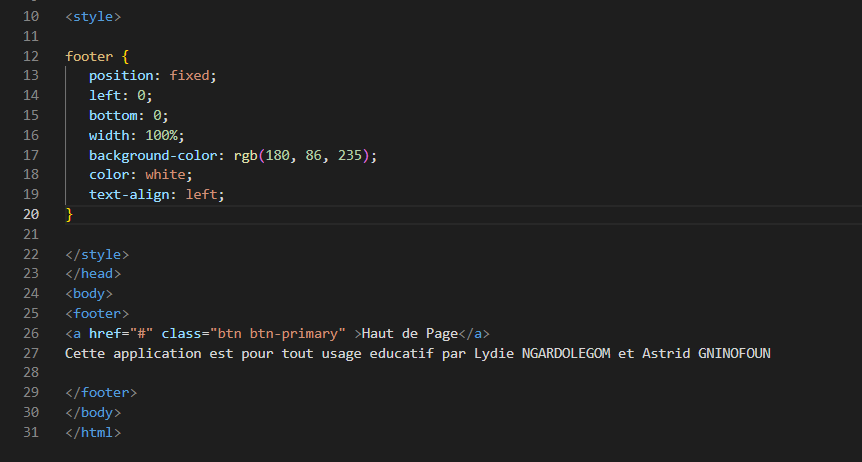 10 <style>
11
12 footer {
13 position: fixed;
14 left: 0;
15 bottom: 0;
16 width: 100%;
17 background-color: rgb(180, 86, 235);
18 color: white;
19 text-align: left;
20 }
21
22 </style>
23 </head>
24 <body>
25 <footer>
26 <a href="#" class="btn btn-primary" >Haut de Page</a>
27 Cette application est pour tout usage educatif par Lydie NGARDOLEGOM et Astrid GNINOFOUN
28
29 </footer>
30 </body>
31 </html>